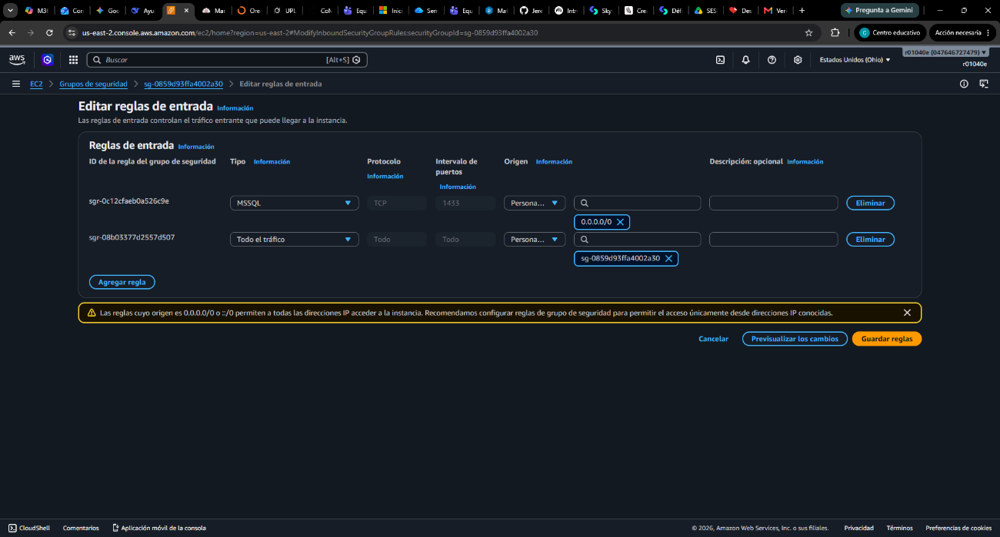 M3(
Con
Goo
Ayu
Mar
Ore
UPL
Col
Equ
Inic
Serv
Equ
Mat
Jere
Intr
Sky
Cre
Défi
SES
Des
Veri
Pregunta a Gemini
us-east-2.console.aws.amazon.com/ec2/home?region=us-east-2#ModifyInboundSecurityGroupRules:securityGroupId=sg-0859d93ffa4002a30
Centro educativo
Acción necesaria
aws
Buscar
[Alt+S]
Estados Unidos (Ohio)
r01040e (047646727479)
r01040e
EC2
Grupos de seguridad
sg-0859d93ffa4002a30
Editar reglas de entrada
Editar reglas de entrada Información
Las reglas de entrada controlan el tráfico entrante que puede llegar a la instancia.
Reglas de entrada Información
ID de la regla del grupo de seguridad
Tipo Información
Protocolo
Información
Intervalo de
puertos
Información
Origen Información
Descripción: opcional Información
sgr-0c12cfaeb0a526c9e
MSSQL
TCP
1433
Persona...
0.0.0.0/0
Eliminar
sgr-08b03377d2557d507
Todo el tráfico
Todo
Todo
Persona...
sg-0859d93ffa4002a30
Eliminar
Agregar regla
Las reglas cuyo origen es 0.0.0.0/0 o ::/0 permiten a todas las direcciones IP acceder a la instancia. Recomendamos configurar reglas de grupo de seguridad para permitir el acceso únicamente desde direcciones IP conocidas.
Cancelar
Previsualizar los cambios
Guardar reglas
CloudShell
Comentarios
Aplicación móvil de la consola
© 2026, Amazon Web Services, Inc. o sus filiales.
Privacidad
Términos
Preferencias de cookies